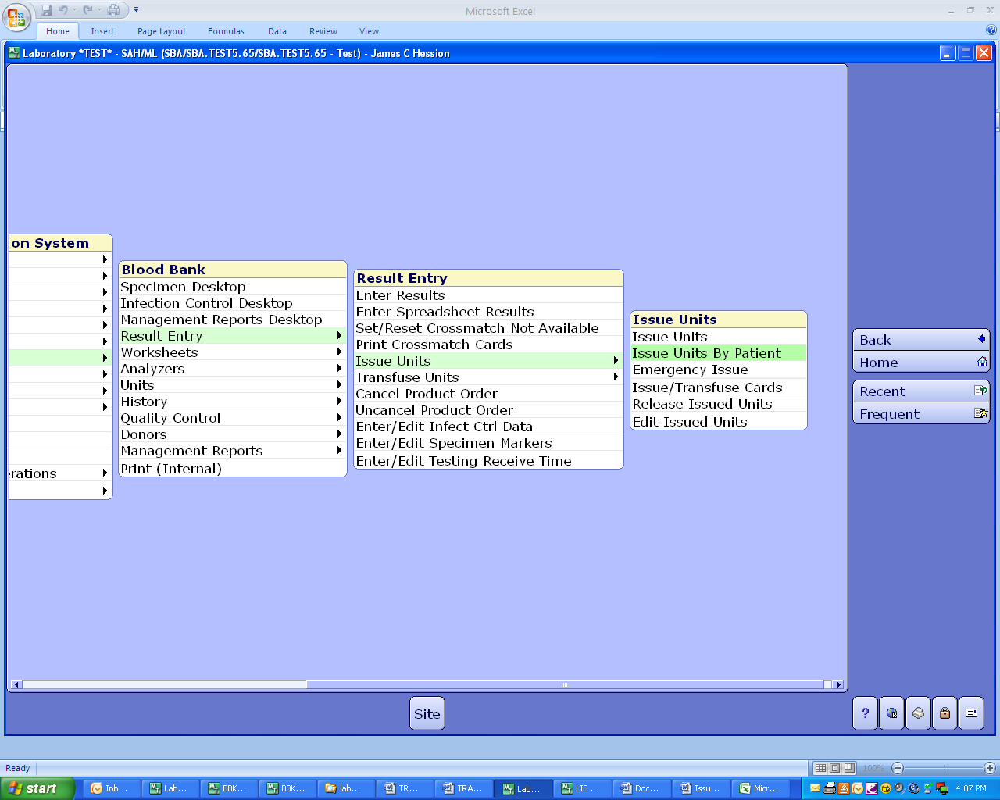 Microsoft Excel
Home Insert Page Layout Formulas Data Review View
Laboratory *TEST* - SAH/ML (SBA/SBA.TEST5.65/SBA.TEST5.65 - Test) - James C Hession
ion System
erations
Blood Bank
Specimen Desktop
Infection Control Desktop
Management Reports Desktop
Result Entry
Worksheets
Analyzers
Units
History
Quality Control
Donors
Management Reports
Print (Internal)
Result Entry
Enter Results
Enter Spreadsheet Results
Set/Reset Crossmatch Not Available
Print Crossmatch Cards
Issue Units
Transfuse Units
Cancel Product Order
Uncancel Product Order
Enter/Edit Infect Ctrl Data
Enter/Edit Specimen Markers
Enter/Edit Testing Receive Time
Issue Units
Issue Units
Issue Units By Patient
Emergency Issue
Issue/Transfuse Cards
Release Issued Units
Edit Issued Units
Back
Home
Recent
Frequent
Site
?
Ready
100%
start
Inb...
Lab...
BBK...
BBK...
lab...
TR...
TRA...
Lab...
LIS ...
Doc...
Issu...
Micr...
4:07 PM